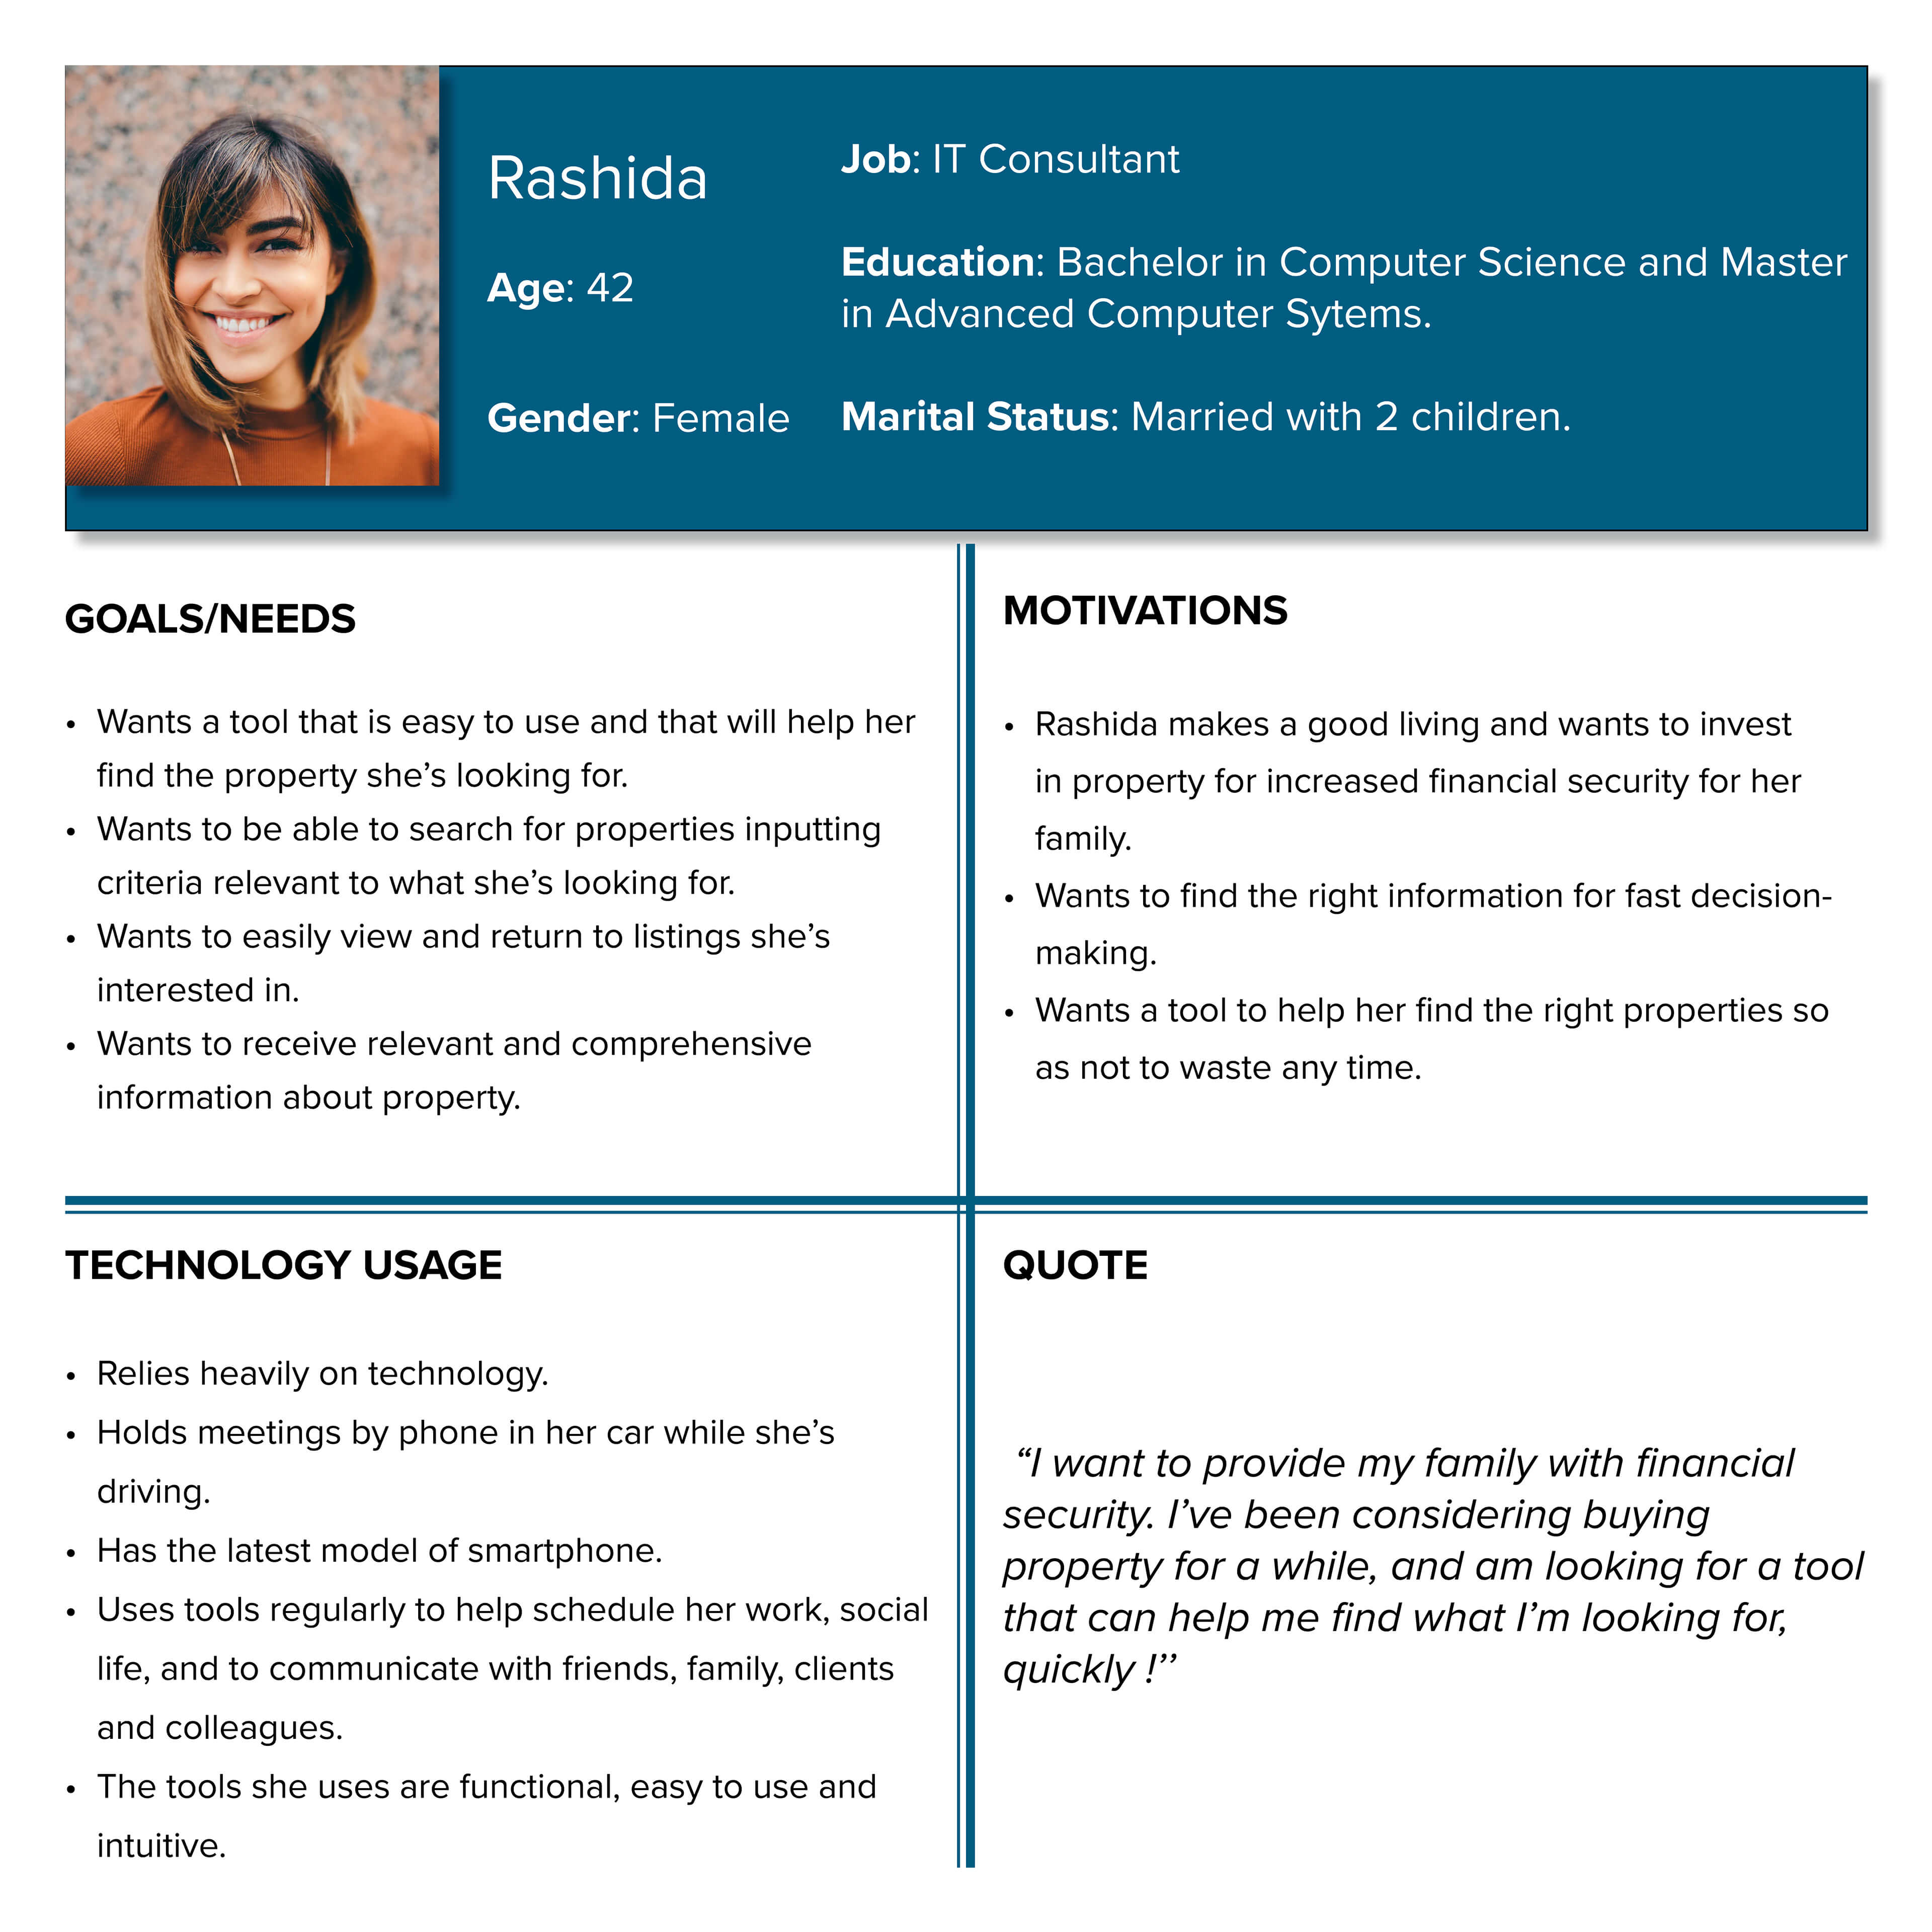 Rashida
Age: 42
Gender: Female
Job: IT Consultant
Education: Bachelor in Computer Science and Master
in Advanced Computer Sytems.
Marital Status: Married with 2 children.
GOALS/NEEDS
• Wants a tool that is easy to use and that will help her
find the property she’s looking for.
• Wants to be able to search for properties inputting
criteria relevant to what she’s looking for.
• Wants to easily view and return to listings she’s
interested in.
• Wants to receive relevant and comprehensive
information about property.
MOTIVATIONS
• Rashida makes a good living and wants to invest
in property for increased financial security for her
family.
• Wants to find the right information for fast decision-
making.
• Wants a tool to help her find the right properties so
as not to waste any time.
TECHNOLOGY USAGE
• Relies heavily on technology.
• Holds meetings by phone in her car while she’s
driving.
• Has the latest model of smartphone.
• Uses tools regularly to help schedule her work, social
life, and to communicate with friends, family, clients
and colleagues.
• The tools she uses are functional, easy to use and
intuitive.
QUOTE
“I want to provide my family with financial
security. I’ve been considering buying
property for a while, and am looking for a tool
that can help me find what I’m looking for,
quickly !’’